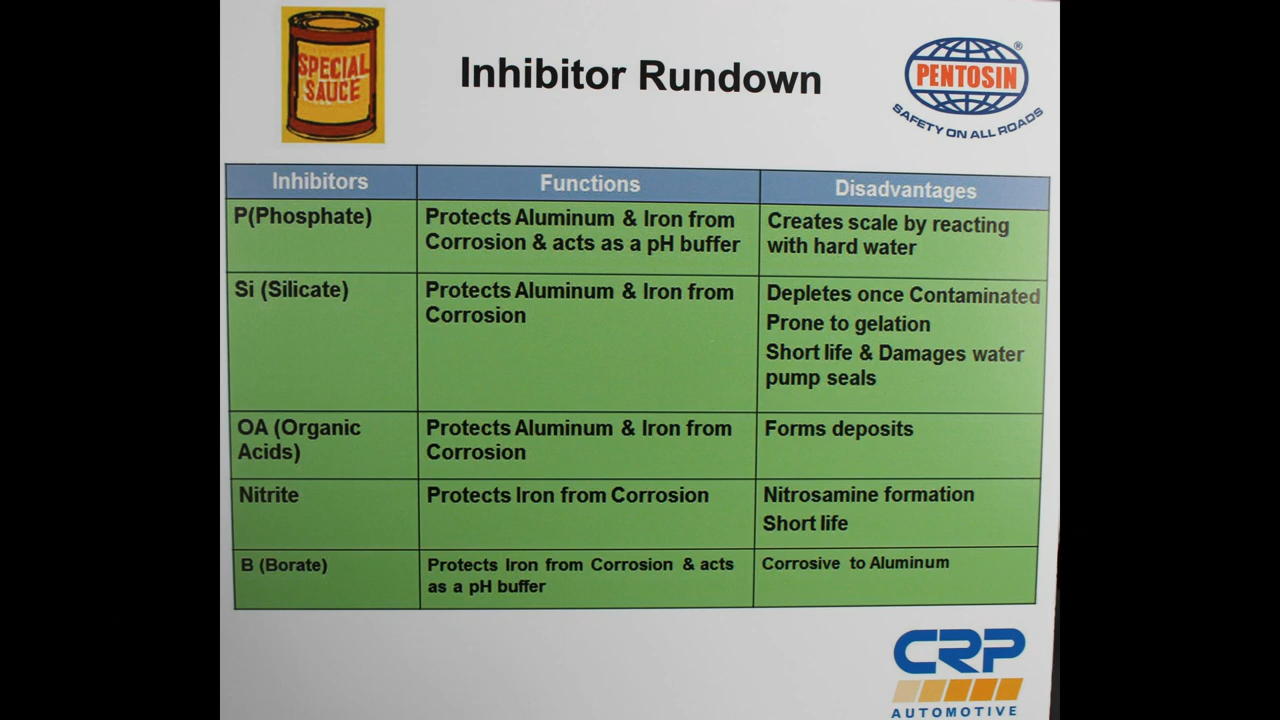 SPECIAL
SAUCE
Inhibitor Rundown
®
PENTOSIN
SAFETY ON ALL ROADS
Inhibitors
Functions
Disadvantages
P(Phosphate)
Protects Aluminum & Iron from
Corrosion & acts as a pH buffer
Creates scale by reacting
with hard water
Si (Silicate)
Protects Aluminum & Iron from
Corrosion
Depletes once Contaminated
Prone to gelation
Short life & Damages water
pump seals
OA (Organic
Acids)
Protects Aluminum & Iron from
Corrosion
Forms deposits
Nitrite
Protects Iron from Corrosion
Nitrosamine formation
Short life
B (Borate)
Protects Iron from Corrosion & acts
as a pH buffer
Corrosive to Aluminum
CRP
AUTOMOTIVE